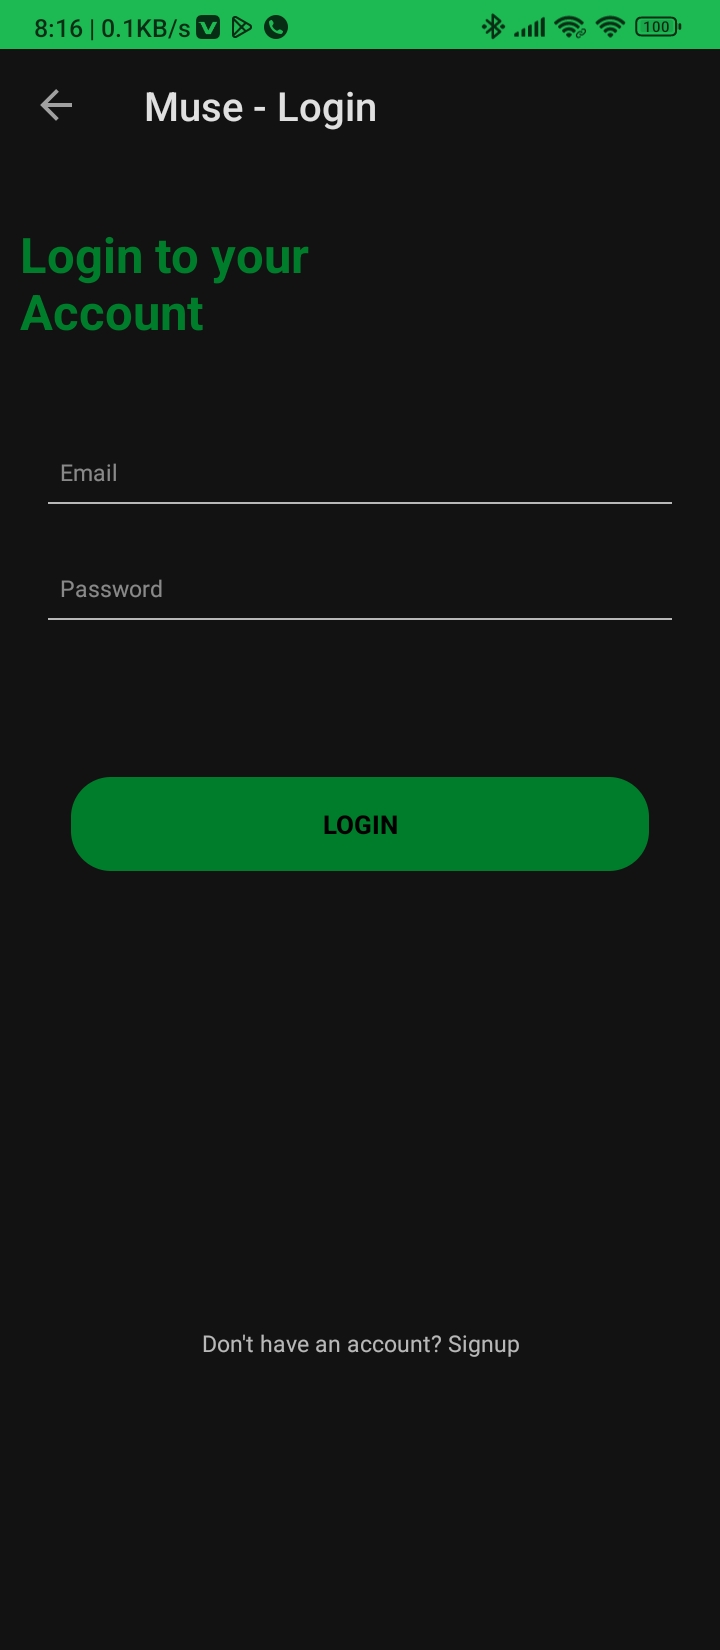 8:16 | 0.1KB/s
100
Muse - Login
Login to your
Account
Email
Password
LOGIN
Don't have an account? Signup